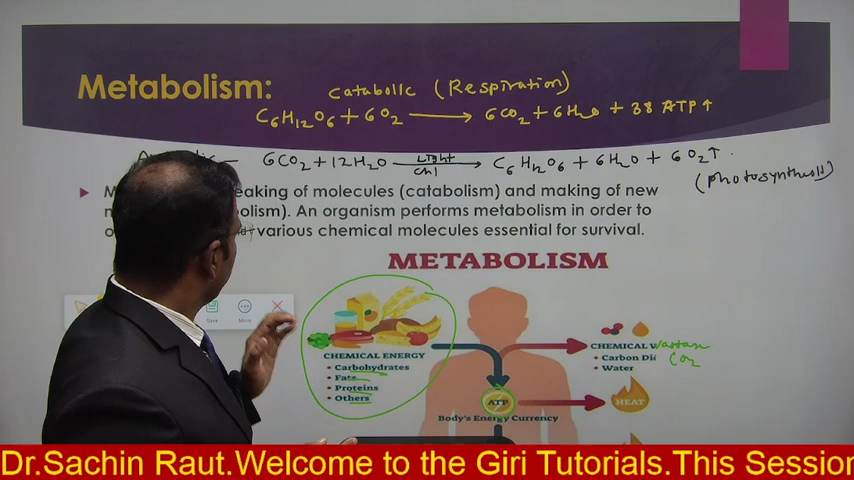 Metabolism:
Catabolic (Respiration)
C6H12O6 + 6O2 → 6CO2 + 6H2O + 38 ATP↑
6CO2 + 12H2O Light Chl → C6H12O6 + 6H2O + 6O2↑
(Photosynthesis)
eaking of molecules (catabolism) and making of new
bolism). An organism performs metabolism in order to
various chemical molecules essential for survival.
METABOLISM
Save
More
CHEMICAL ENERGY
• Carbohydrates
• Fats
• Proteins
• Others
CHEMICAL W
• Carbon Di
CO2
• Water
ATP
HEAT
Body's Energy Currency
Dr.Sachin Raut.Welcome to the Giri Tutorials.This Session